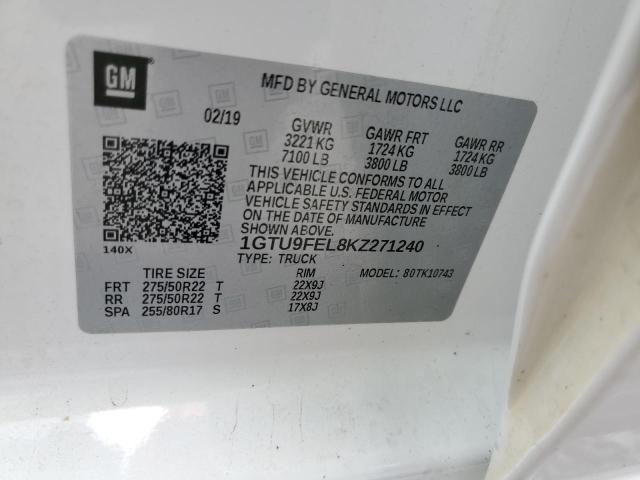 GM
MFD BY GENERAL MOTORS LLC
02/19
GVWR GAWR FRT GAWR RR
3221 KG 1724 KG 1724 KG
7100 LB 3800 LB 3800 LB
THIS VEHICLE CONFORMS TO ALL
APPLICABLE U.S. FEDERAL MOTOR
VEHICLE SAFETY STANDARDS IN EFFECT
ON THE DATE OF MANUFACTURE
SHOWN ABOVE.
140X
1GTU9FEL8KZ271240
TYPE: TRUCK MODEL: 80TK10743
TIRE SIZE RIM
FRT 275/50R22 T 22X9J
RR 275/50R22 T 22X9J
SPA 255/80R17 S 17X8J